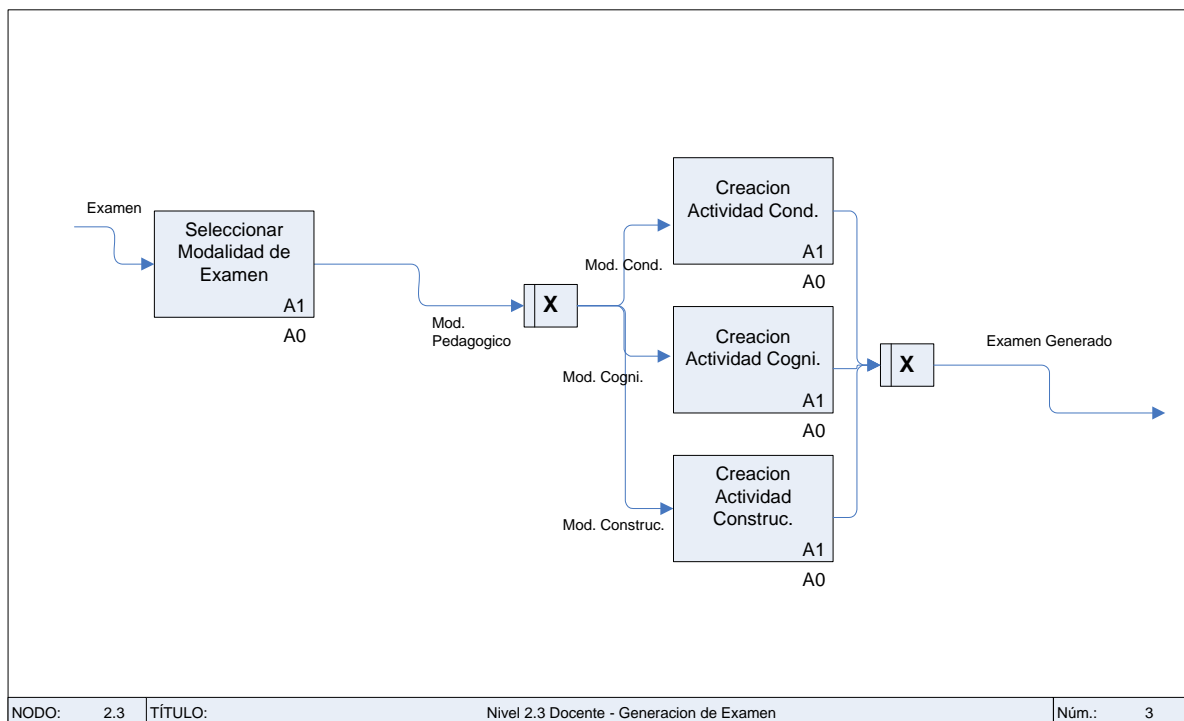 Examen
Seleccionar
Modalidad de
Examen
A1
A0
Mod.
Pedagogico
X
Mod. Cond.
Mod. Cogni.
Mod. Construc.
Creacion
Actividad Cond.
A1
A0
Creacion
Actividad Cogni.
A1
A0
Creacion
Actividad
Construc.
A1
A0
X
Examen Generado
NODO: 2.3 TÍTULO: Nivel 2.3 Docente - Generacion de Examen Núm.: 3